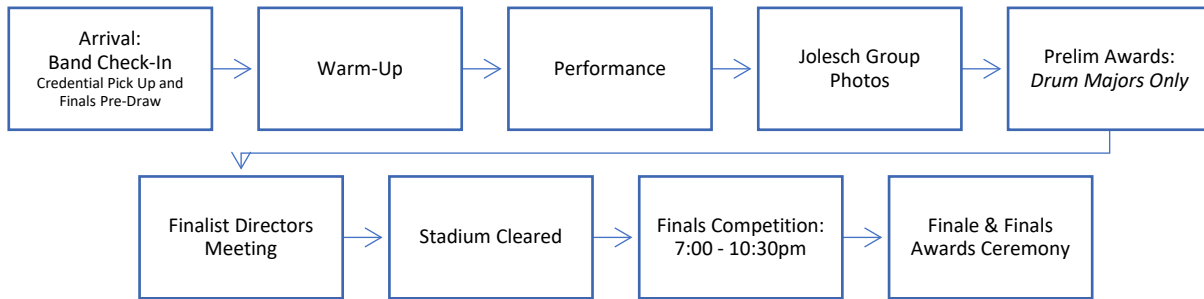 Arrival:
Band Check-In
Credential Pick Up and
Finals Pre-Draw
Warm-Up
Performance
Jolesch Group
Photos
Prelim Awards:
Drum Majors Only
Finalist Directors
Meeting
Stadium Cleared
Finals Competition:
7:00 - 10:30pm
Finale & Finals
Awards Ceremony